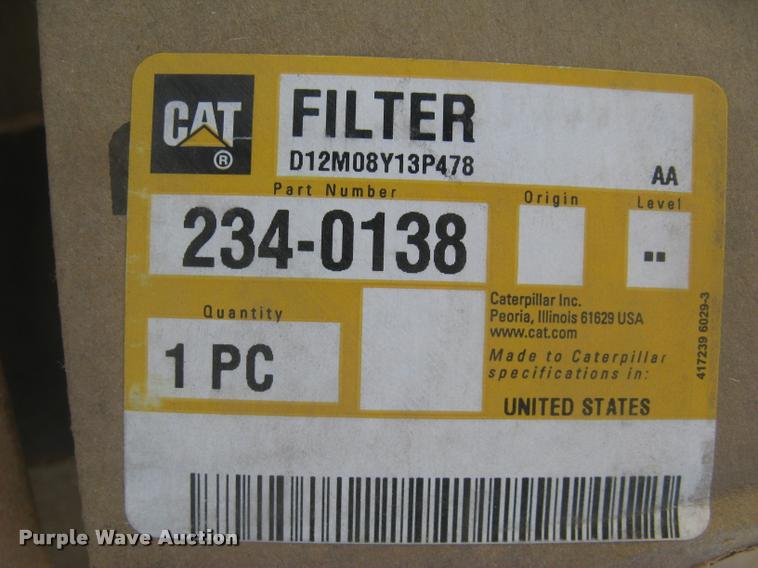 CAT
®
FILTER
D12M08Y13P478
AA
Part Number
Origin
Level
234-0138
--
Quantity
1 PC
Caterpillar Inc.
Peoria, Illinois 61629 USA
www.cat.com
Made to Caterpillar
specifications in:
UNITED STATES
417239 6029-3
Purple Wave Auction